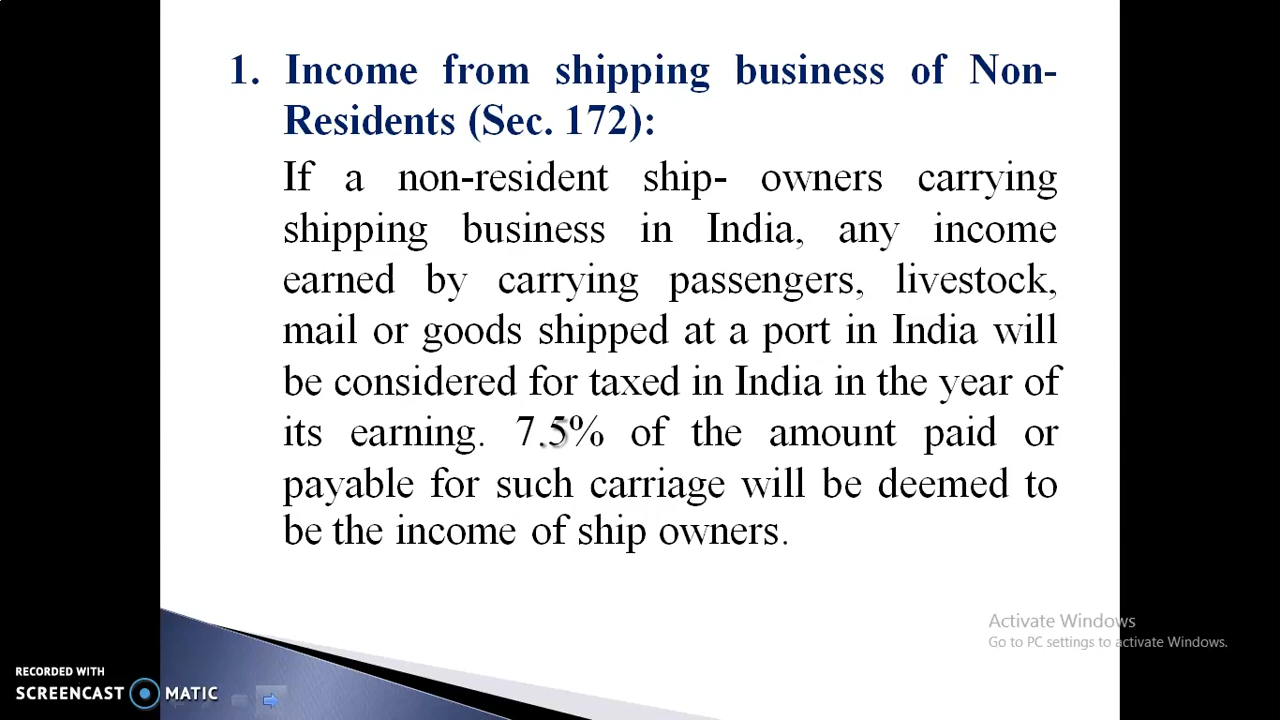 1. Income from shipping business of Non-
Residents (Sec. 172):
If a non-resident ship- owners carrying
shipping business in India, any income
earned by carrying passengers, livestock,
mail or goods shipped at a port in India will
be considered for taxed in India in the year of
its earning. 7.5% of the amount paid or
payable for such carriage will be deemed to
be the income of ship owners.
Activate Windows
Go to PC settings to activate Windows.
RECORDED WITH
SCREENCAST MATIC